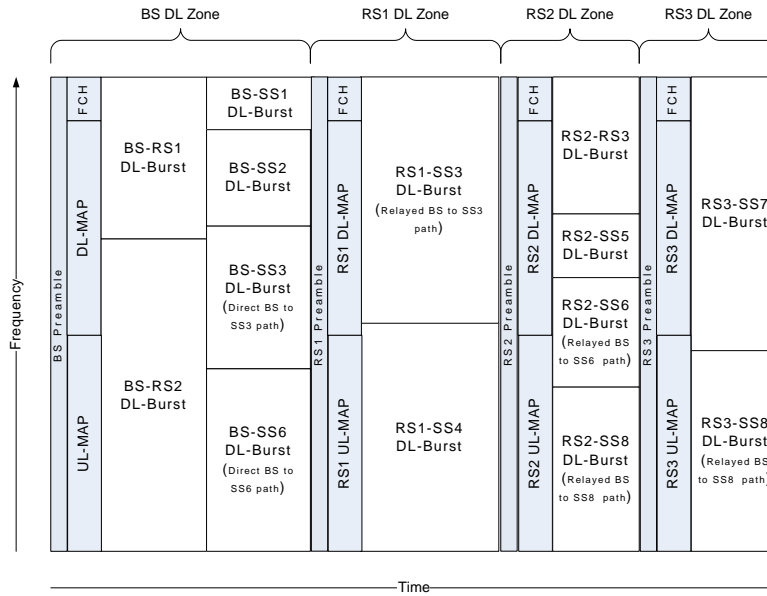 BS DL Zone
RS1 DL Zone
RS2 DL Zone
RS3 DL Zone
Frequency
BS Preamble
FCH
DL-MAP
UL-MAP
BS-RS1
DL-Burst
BS-RS2
DL-Burst
BS-SS1
DL-Burst
BS-SS2
DL-Burst
BS-SS3
DL-Burst
(Direct BS to
SS3 path)
BS-SS6
DL-Burst
(Direct BS to
SS6 path)
RS1 Preamble
FCH
RS1 DL-MAP
RS1 UL-MAP
RS1-SS3
DL-Burst
(Relayed BS to SS3
path)
RS1-SS4
DL-Burst
RS2 Preamble
FCH
RS2 DL-MAP
RS2 UL-MAP
RS2-RS3
DL-Burst
RS2-SS5
DL-Burst
RS2-SS6
DL-Burst
(Relayed BS
to SS6 path)
RS2-SS8
DL-Burst
(Relayed BS
to SS8 path)
RS3 Preamble
FCH
RS3 DL-MAP
RS3 UL-MAP
RS3-SS7
DL-Burst
RS3-SS8
DL-Burst
(Relayed BS
to SS8 path)
Time